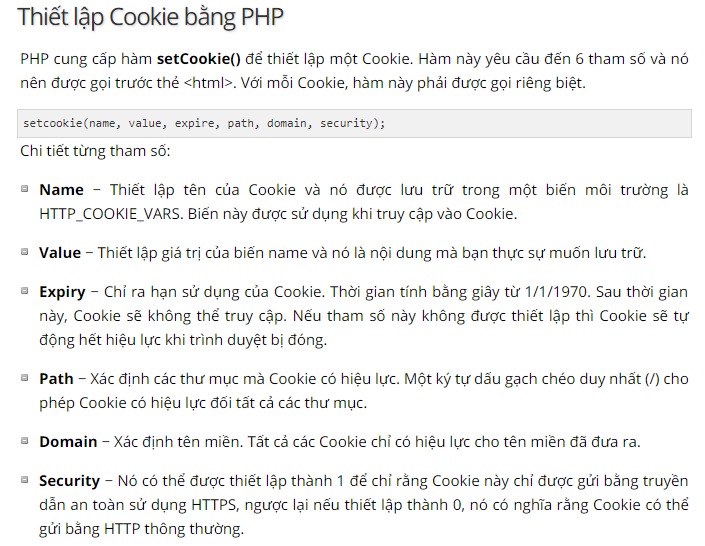 Thiết lập Cookie bằng PHP
PHP cung cấp hàm setCookie() để thiết lập một Cookie. Hàm này yêu cầu đến 6 tham số và nó
nên được gọi trước thẻ <html>. Với mỗi Cookie, hàm này phải được gọi riêng biệt.
setcookie(name, value, expire, path, domain, security);
Chi tiết từng tham số:
Name – Thiết lập tên của Cookie và nó được lưu trữ trong một biến môi trường là
HTTP_COOKIE_VARS. Biến này được sử dụng khi truy cập vào Cookie.
Value – Thiết lập giá trị của biến name và nó là nội dung mà bạn thực sự muốn lưu trữ.
Expiry – Chỉ ra hạn sử dụng của Cookie. Thời gian tính bằng giây từ 1/1/1970. Sau thời gian
này, Cookie sẽ không thể truy cập. Nếu tham số này không được thiết lập thì Cookie sẽ tự
động hết hiệu lực khi trình duyệt bị đóng.
Path – Xác định các thư mục mà Cookie có hiệu lực. Một ký tự dấu gạch chéo duy nhất (/) cho
phép Cookie có hiệu lực đối tất cả các thư mục.
Domain – Xác định tên miền. Tất cả các Cookie chỉ có hiệu lực cho tên miền đã đưa ra.
Security – Nó có thể được thiết lập thành 1 để chỉ rằng Cookie này chỉ được gửi bằng truyền
dẫn an toàn sử dụng HTTPS, ngược lại nếu thiết lập thành 0, nó có nghĩa rằng Cookie có thể
gửi bằng HTTP thông thường.